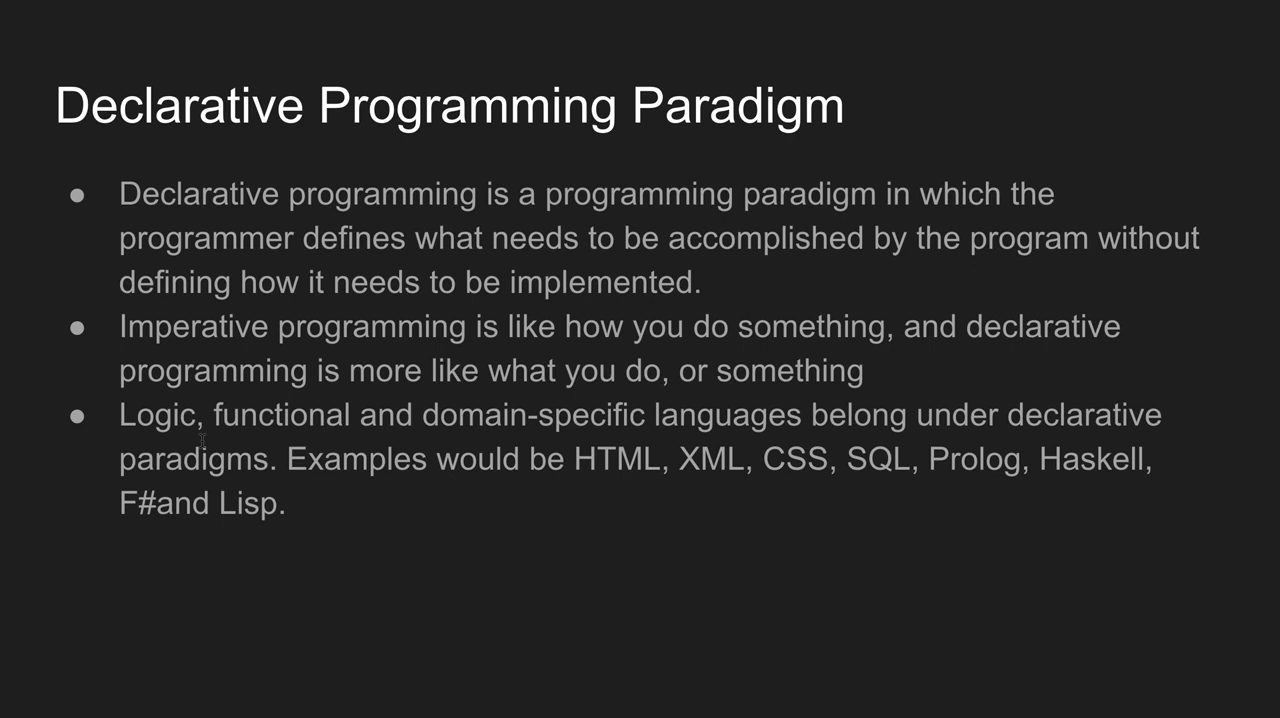 Declarative Programming Paradigm
● Declarative programming is a programming paradigm in which the
programmer defines what needs to be accomplished by the program without
defining how it needs to be implemented.
● Imperative programming is like how you do something, and declarative
programming is more like what you do, or something
● Logic, functional and domain-specific languages belong under declarative
paradigms. Examples would be HTML, XML, CSS, SQL, Prolog, Haskell,
F#and Lisp.